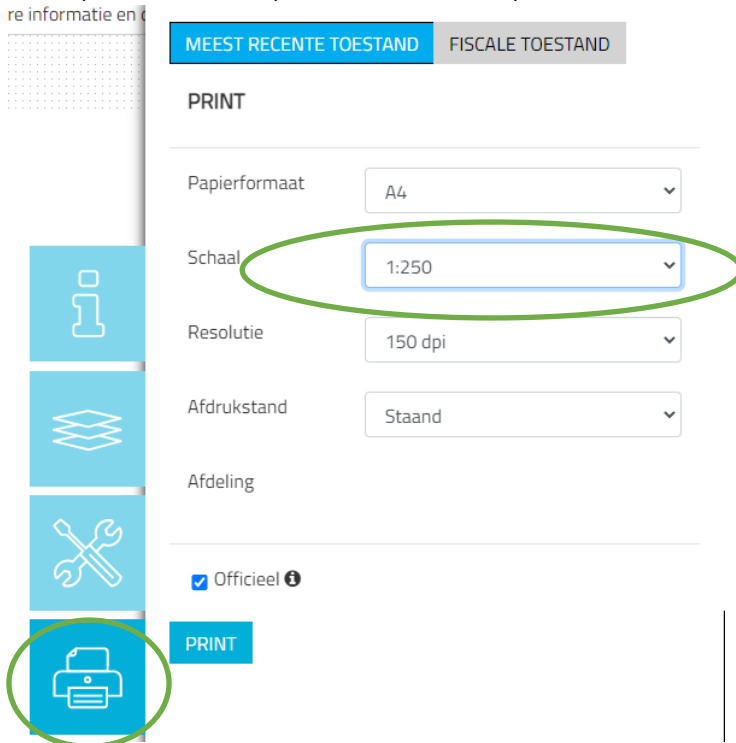 re informatie en
MEEST RECENTE TOESTAND FISCALE TOESTAND
PRINT
Papierformaat A4
Schaal 1:250
Resolutie 150 dpi
Afdrukstand Staand
Afdeling
Officieel
PRINT